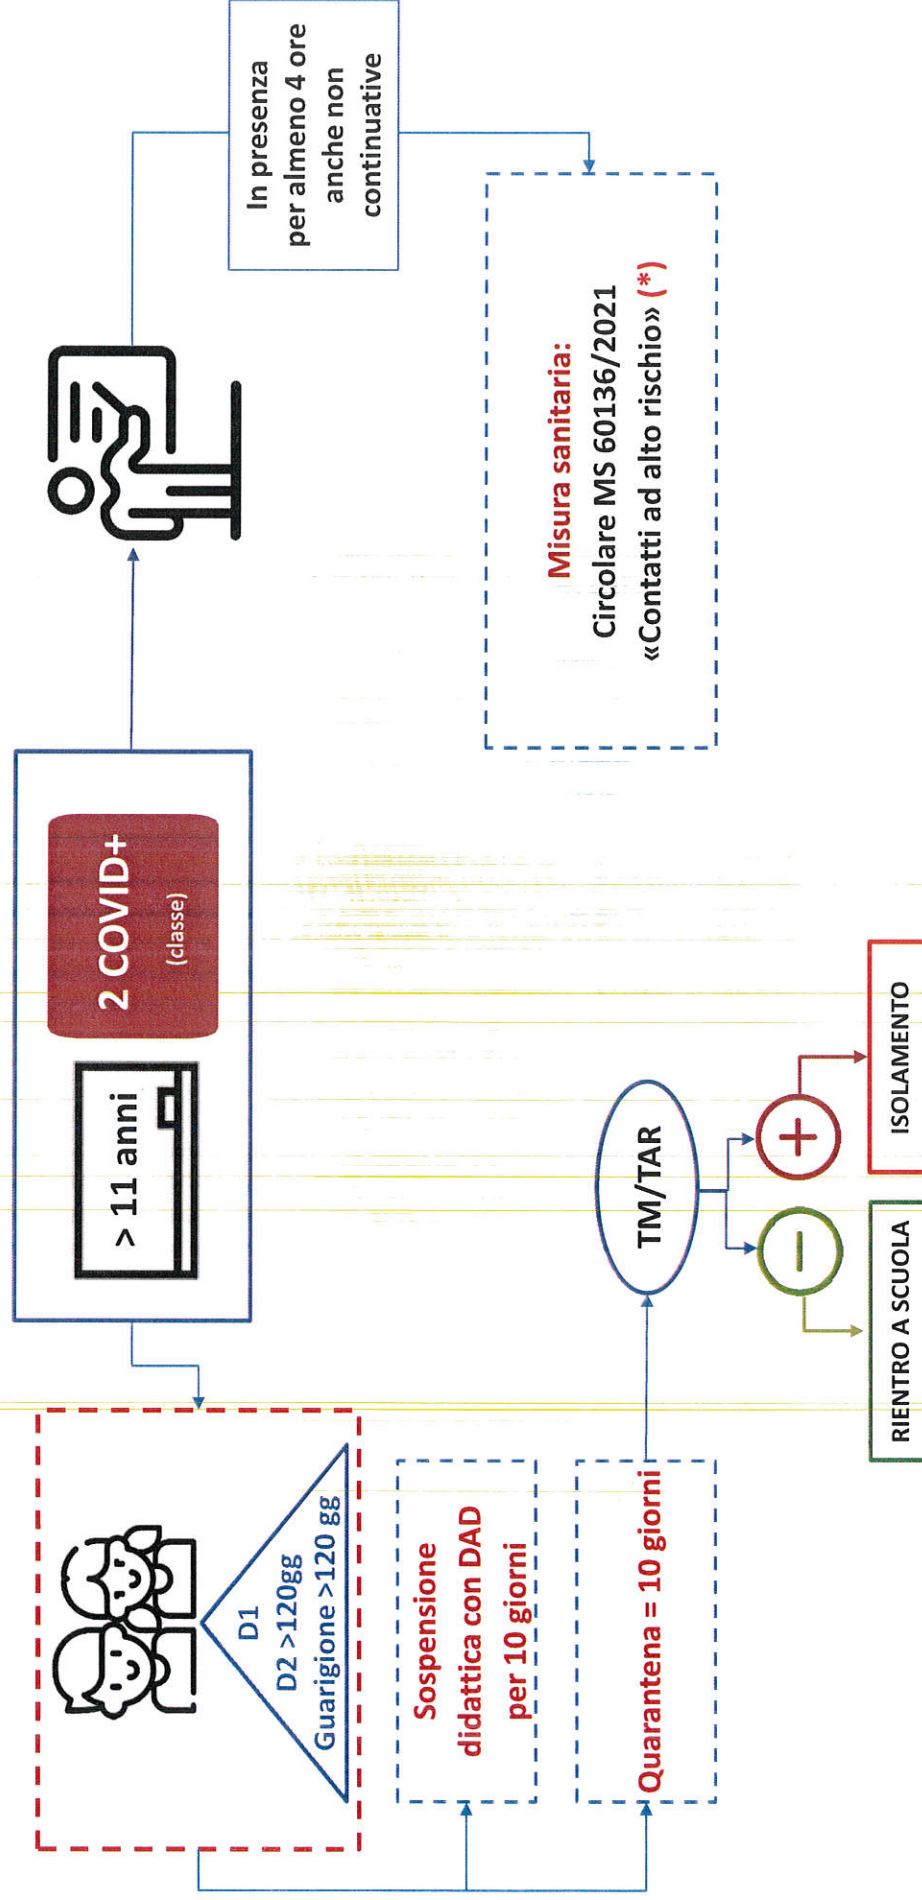 > 11 anni
2 COVID+
(classe)
D1
D2 >120gg
Guarigione >120 gg
Sospensione
didattica con DAD
per 10 giorni
Quarantena = 10 giorni
TM/TAR
−
+
RIENTRO A SCUOLA
ISOLAMENTO
In presenza
per almeno 4 ore
anche non
continuative
Misura sanitaria:
Circolare MS 60136/2021
«Contatti ad alto rischio» (*)